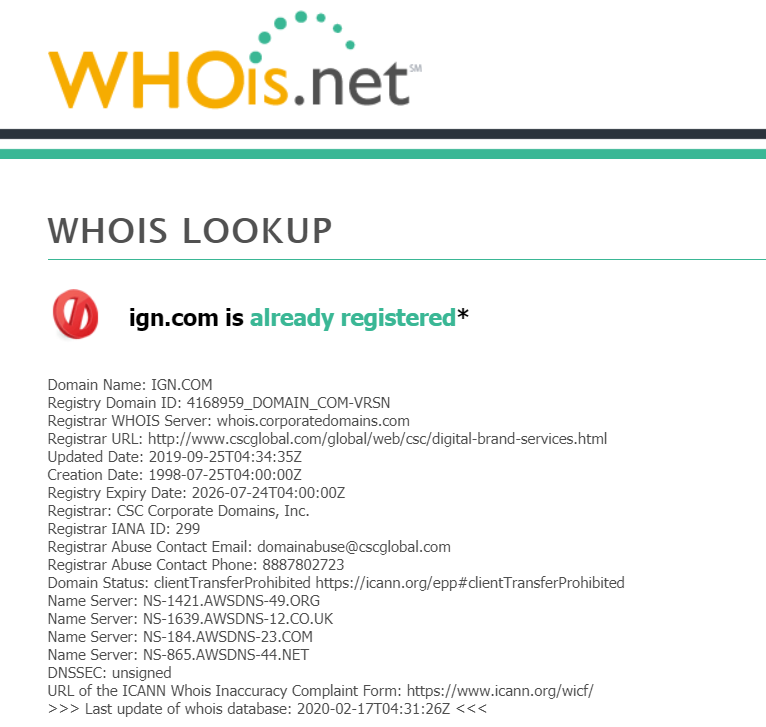 WHOis.net SM
WHOIS LOOKUP
ign.com is already registered*
Domain Name: IGN.COM
Registry Domain ID: 4168959_DOMAIN_COM-VRSN
Registrar WHOIS Server: whois.corporatedomains.com
Registrar URL: http://www.cscglobal.com/global/web/csc/digital-brand-services.html
Updated Date: 2019-09-25T04:34:35Z
Creation Date: 1998-07-25T04:00:00Z
Registry Expiry Date: 2026-07-24T04:00:00Z
Registrar: CSC Corporate Domains, Inc.
Registrar IANA ID: 299
Registrar Abuse Contact Email: domainabuse@cscglobal.com
Registrar Abuse Contact Phone: 8887802723
Domain Status: clientTransferProhibited https://icann.org/epp#clientTransferProhibited
Name Server: NS-1421.AWSDNS-49.ORG
Name Server: NS-1639.AWSDNS-12.CO.UK
Name Server: NS-184.AWSDNS-23.COM
Name Server: NS-865.AWSDNS-44.NET
DNSSEC: unsigned
URL of the ICANN Whois Inaccuracy Complaint Form: https://www.icann.org/wicf/
>>> Last update of whois database: 2020-02-17T04:31:26Z <<<